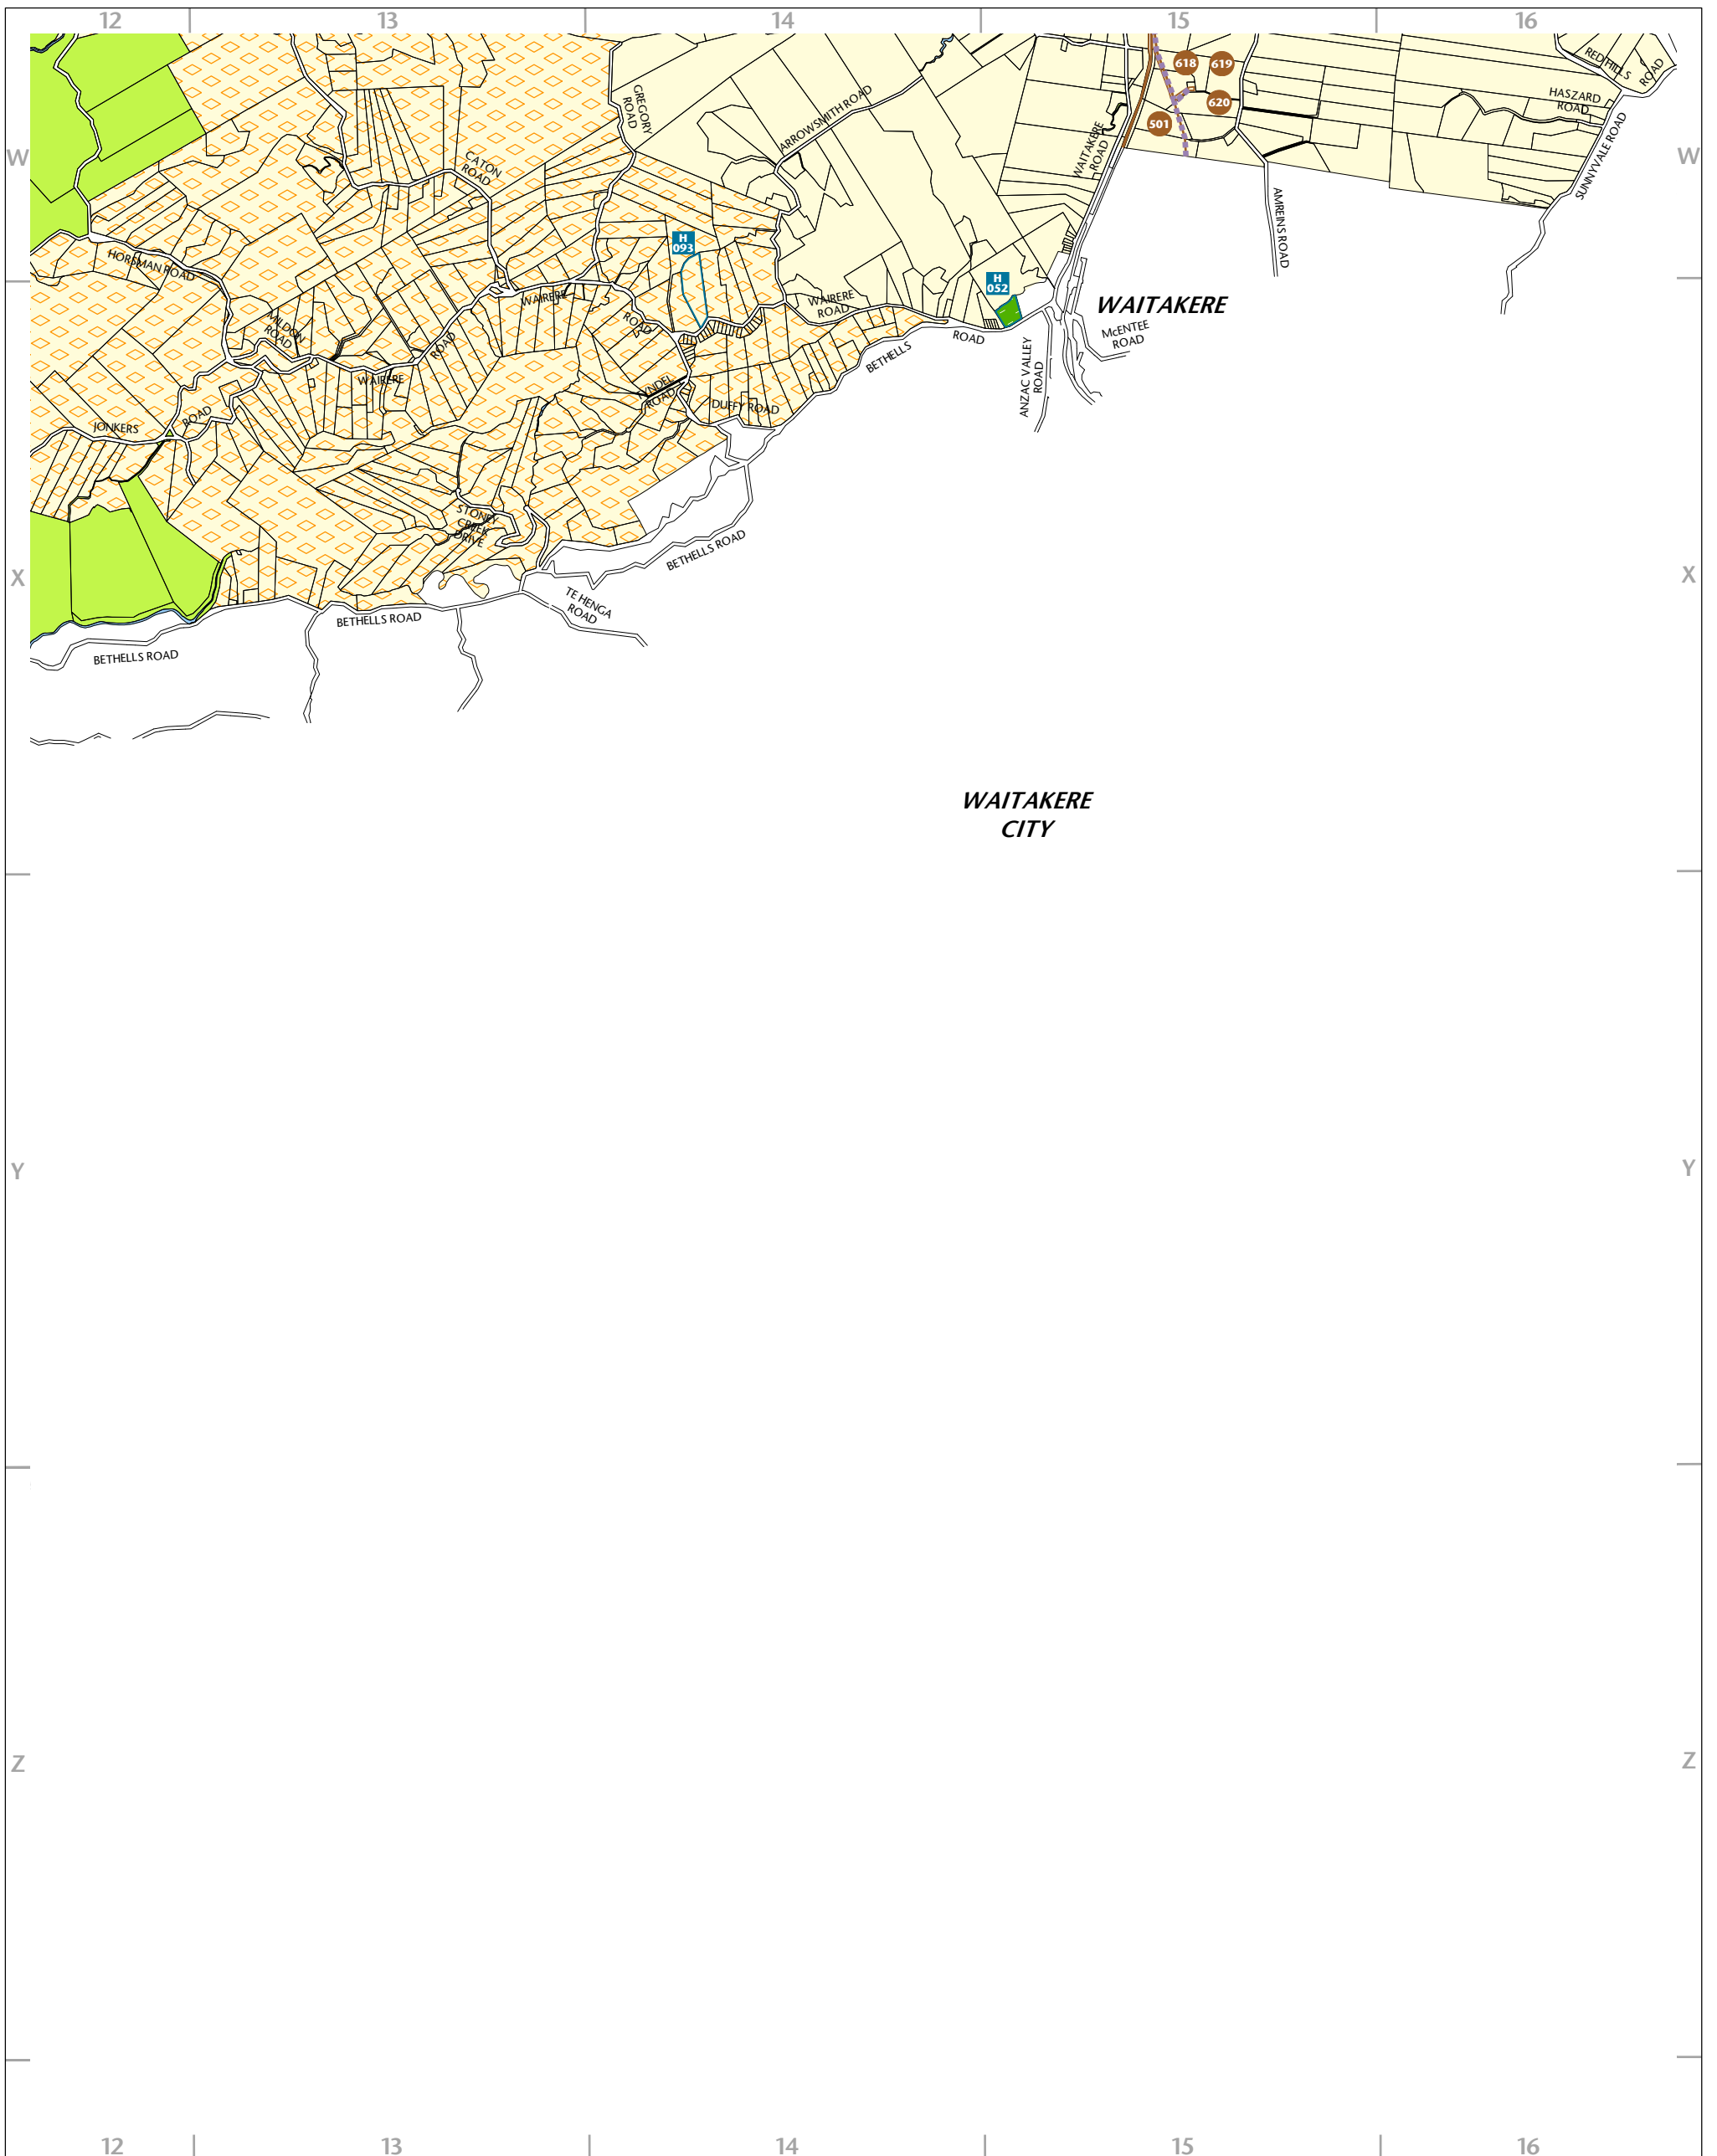 12 13 14 15 16
W
W
618
619
620
501
RED HILLS
ROAD
HASZARD
ROAD
SUNNYVALE ROAD
GREGORY
ROAD
ARROWSMITH ROAD
WAITAKERE
ROAD
CATON
ROAD
AMREINS ROAD
H
093
HORSMAN ROAD
H
052
WAIRERE
WAIRERE
ROAD
ROAD
WAITAKERE
MILDON
ROAD
ROAD
McENTEE
ROAD
ROAD
BETHELLS
ANZAC VALLEY
ROAD
WAIRERE
TYNDEL
ROAD
DUFFY ROAD
JONKERS
ROAD
STONEY
CREEK
DRIVE
BETHELLS ROAD
X
X
TE HENGA
ROAD
BETHELLS ROAD
BETHELLS ROAD
WAITAKERE
CITY
Y
Y
Z
Z
12 13 14 15 16